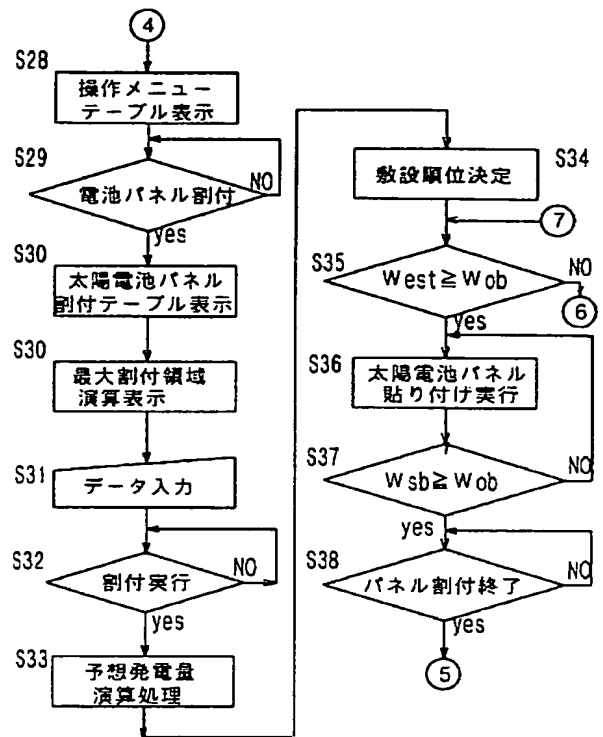 ④
S28
操作メニュー
テーブル表示
S29
電池パネル割付
NO
yes
S30
太陽電池パネル
割付テーブル表示
S30
最大割付領域
演算表示
S31
データ入力
S32
割付実行
NO
yes
S33
予想発電量
演算処理
S34
敷設順位決定
⑦
S35
West≧Wob
NO
⑥
yes
S36
太陽電池パネル
貼り付け実行
S37
Wsb≧Wob
NO
yes
S38
パネル割付終了
NO
yes
⑤